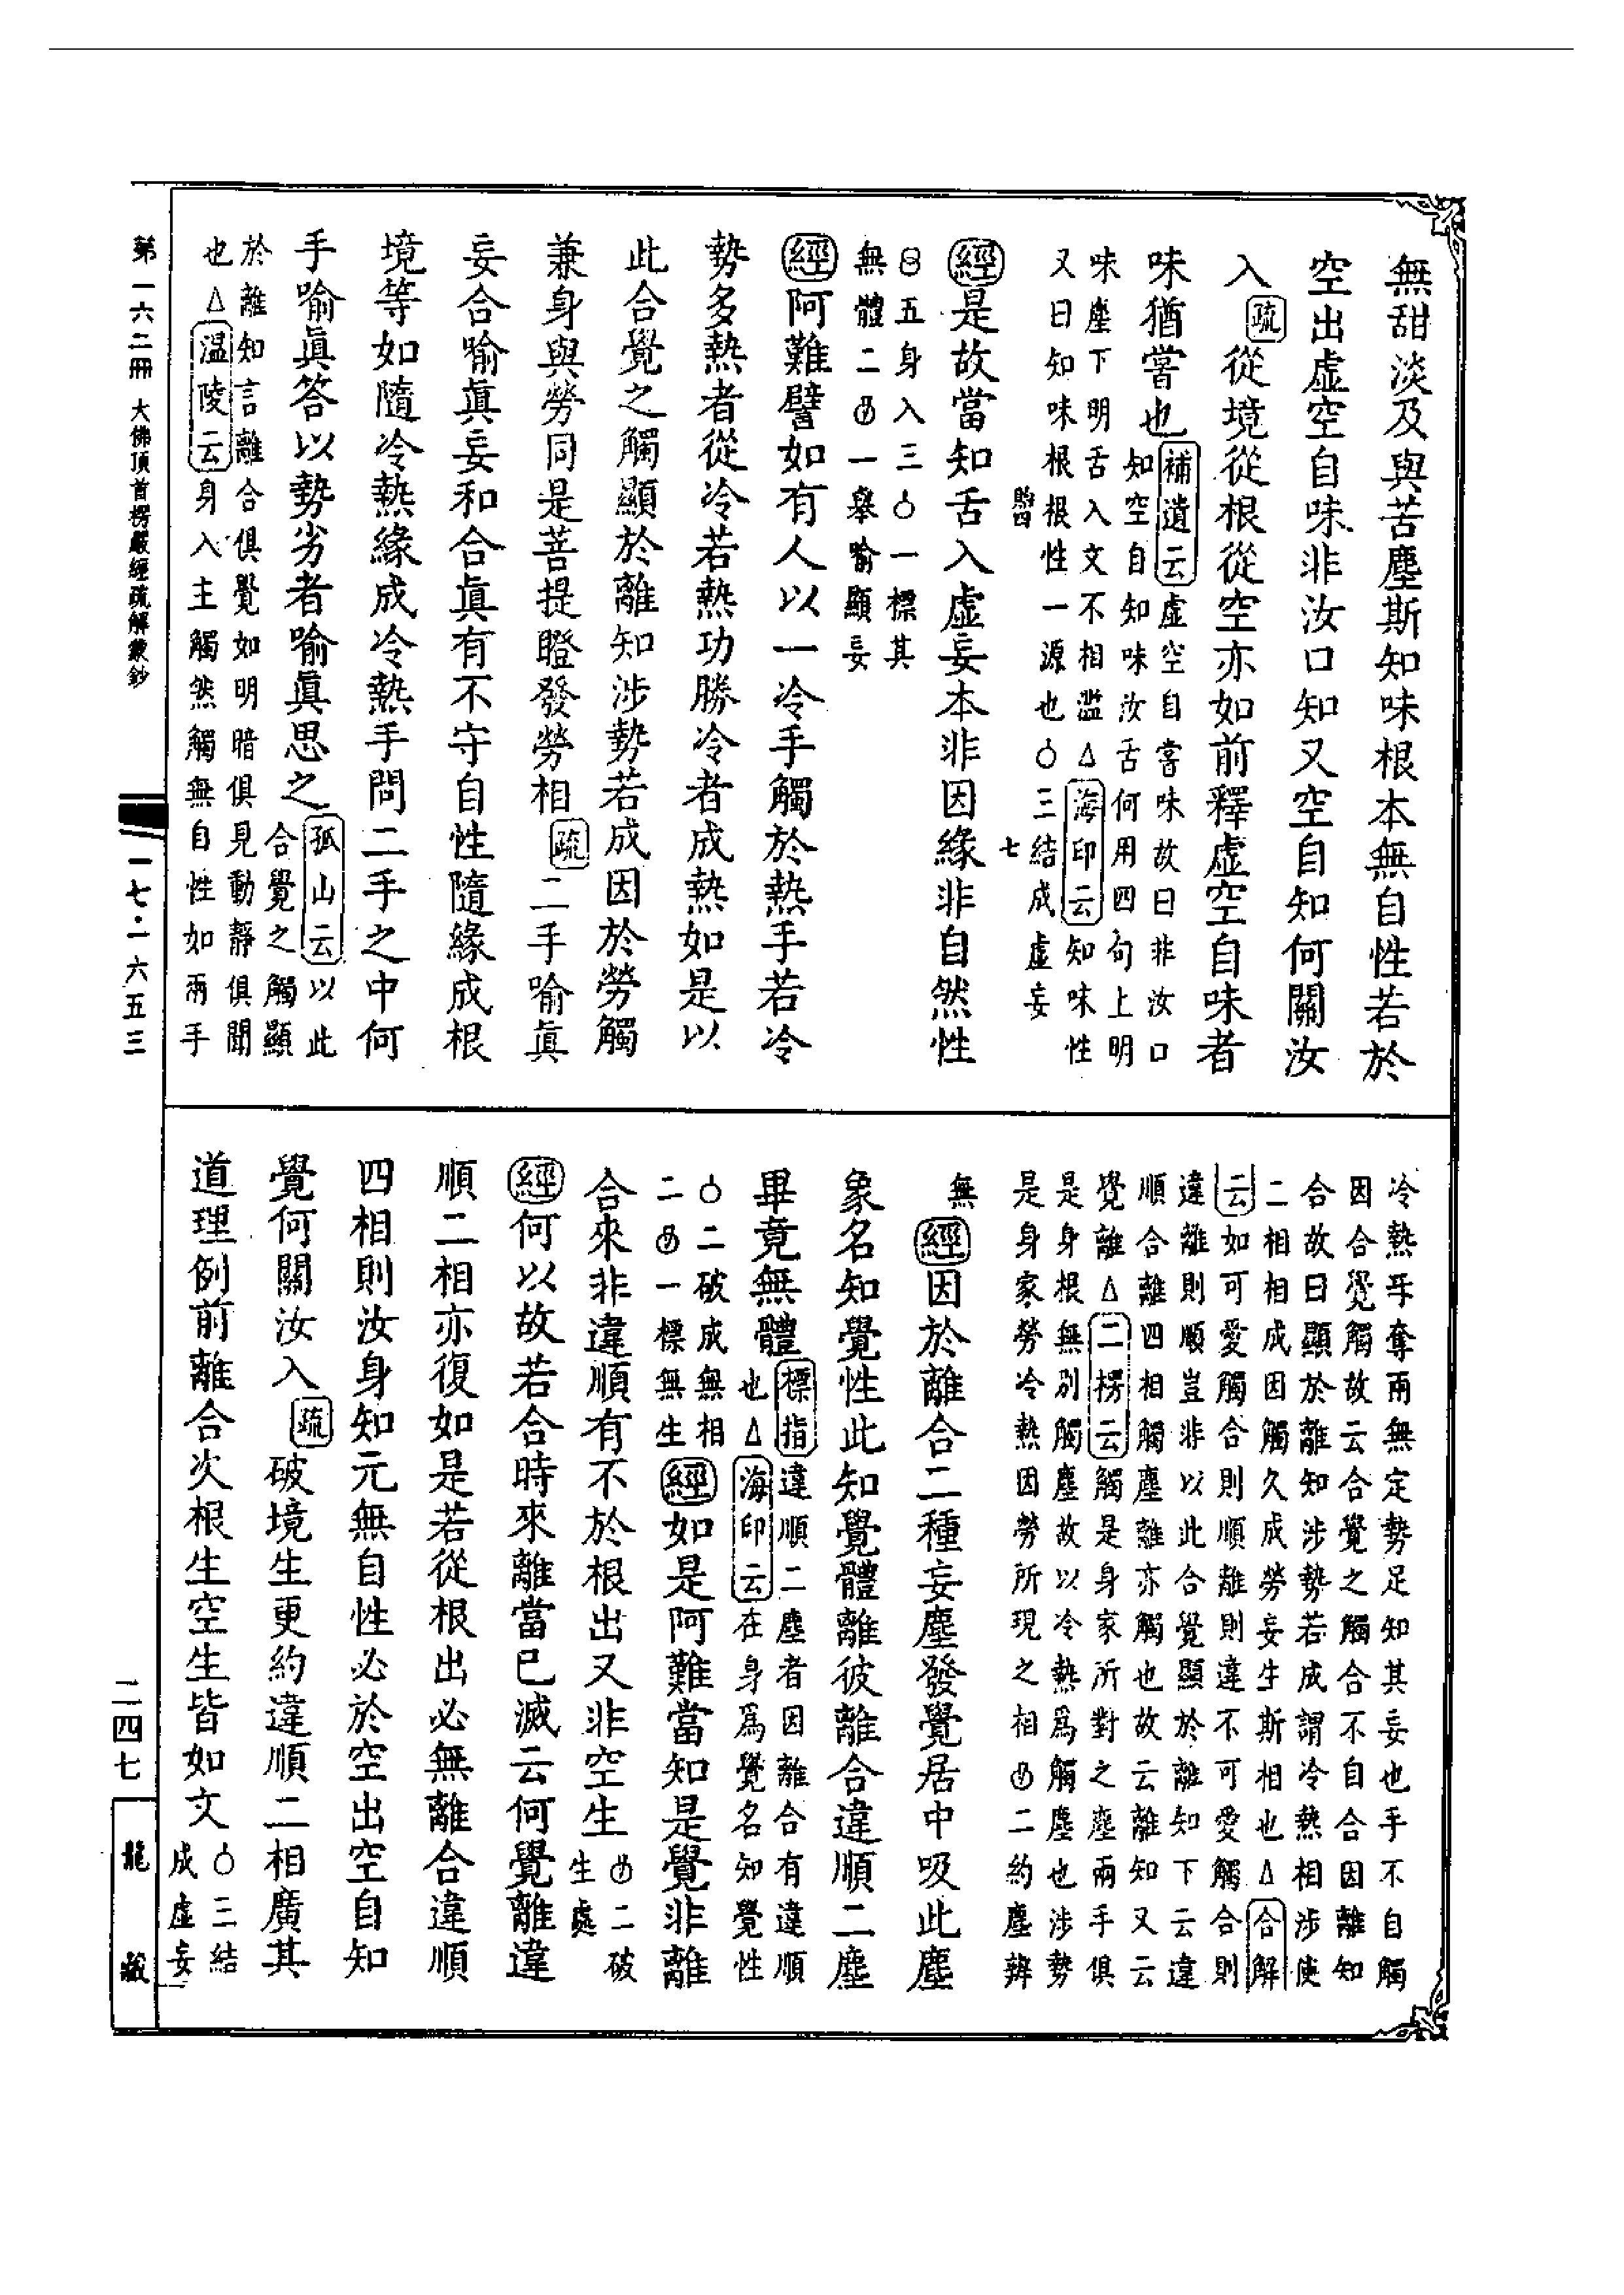 無甜淡及與苦塵斯知味根本無自性若於
空出虛空自味非汝口知又空自知何關汝
入疏從境從根從空亦如前釋虛空自味者
味猶嘗也補遺云虛空自嘗味故曰非汝口
知空自知味汝舌何用四句上明
味塵下明舌入文不相濫△海印云知味性
又曰知味根根性一源也○三結成虛妄
七
經是故當知舌入虛妄本非因緣非自然性
五身入三○一標其
無體二一舉喻顯妄
經阿難譬如有人以一冷手觸於熱手若冷
勢多熱者從冷若熱功勝冷者成熱如是以
此合覺之觸顯於離知涉勢若成因於勞觸
兼身與勞同是菩提瞪發勞相疏二手喻真
妄合喻眞妄和合眞有不守自性隨緣成根
境等如隨冷熱緣成冷熱手問二手之中何
手喻眞答以勢劣者喻眞思之孤山云以此
合覺之觸顯
於離知言離合俱覺如明暗俱見動靜俱聞
也△溫陵云身入主觸然觸無自性如兩手
第一六二冊 大佛頂首楞嚴經疏解蒙鈔
一七·一六五三
冷熱㸦奪兩無定勢足知其妄也手不自觸
因合覺觸故云合覺之觸合不自合因離知
合故曰顯於離知涉勢若成謂冷熱相涉使
二相相成因觸久成勞妄生斯相也△合解
云如可愛觸合則順離則違不可愛觸合則
違離則順豈非以此合覺顯於離知下云違
順合離四相觸塵離亦觸也故云離知又云
覺離△二楞云觸是身家所對之塵兩手俱
是身根無別觸塵故以冷熱爲觸塵也涉勢
是身家勞冷熱因勞所現之相二約塵辨
無經因於離合二種妄塵發覺居中吸此塵
象名知覺性此知覺體離彼離合違順二塵
畢竟無體標指違順二塵者因離合有違順
也△海印云在身爲覺名知覺性
○二破成無相
二一標無生經如是阿難當知是覺非離
合來非違順有不於根出又非空生二破
生處
經何以故若合時來離當已滅云何覺離違
順二相亦復如是若從根出必無離合違順
四相則汝身知元無自性必於空出空自知
覺何關汝入疏破境生更約違順二相廣其
道理例前離合次根生空生皆如文○三結
成虛妄
二四七
龍藏